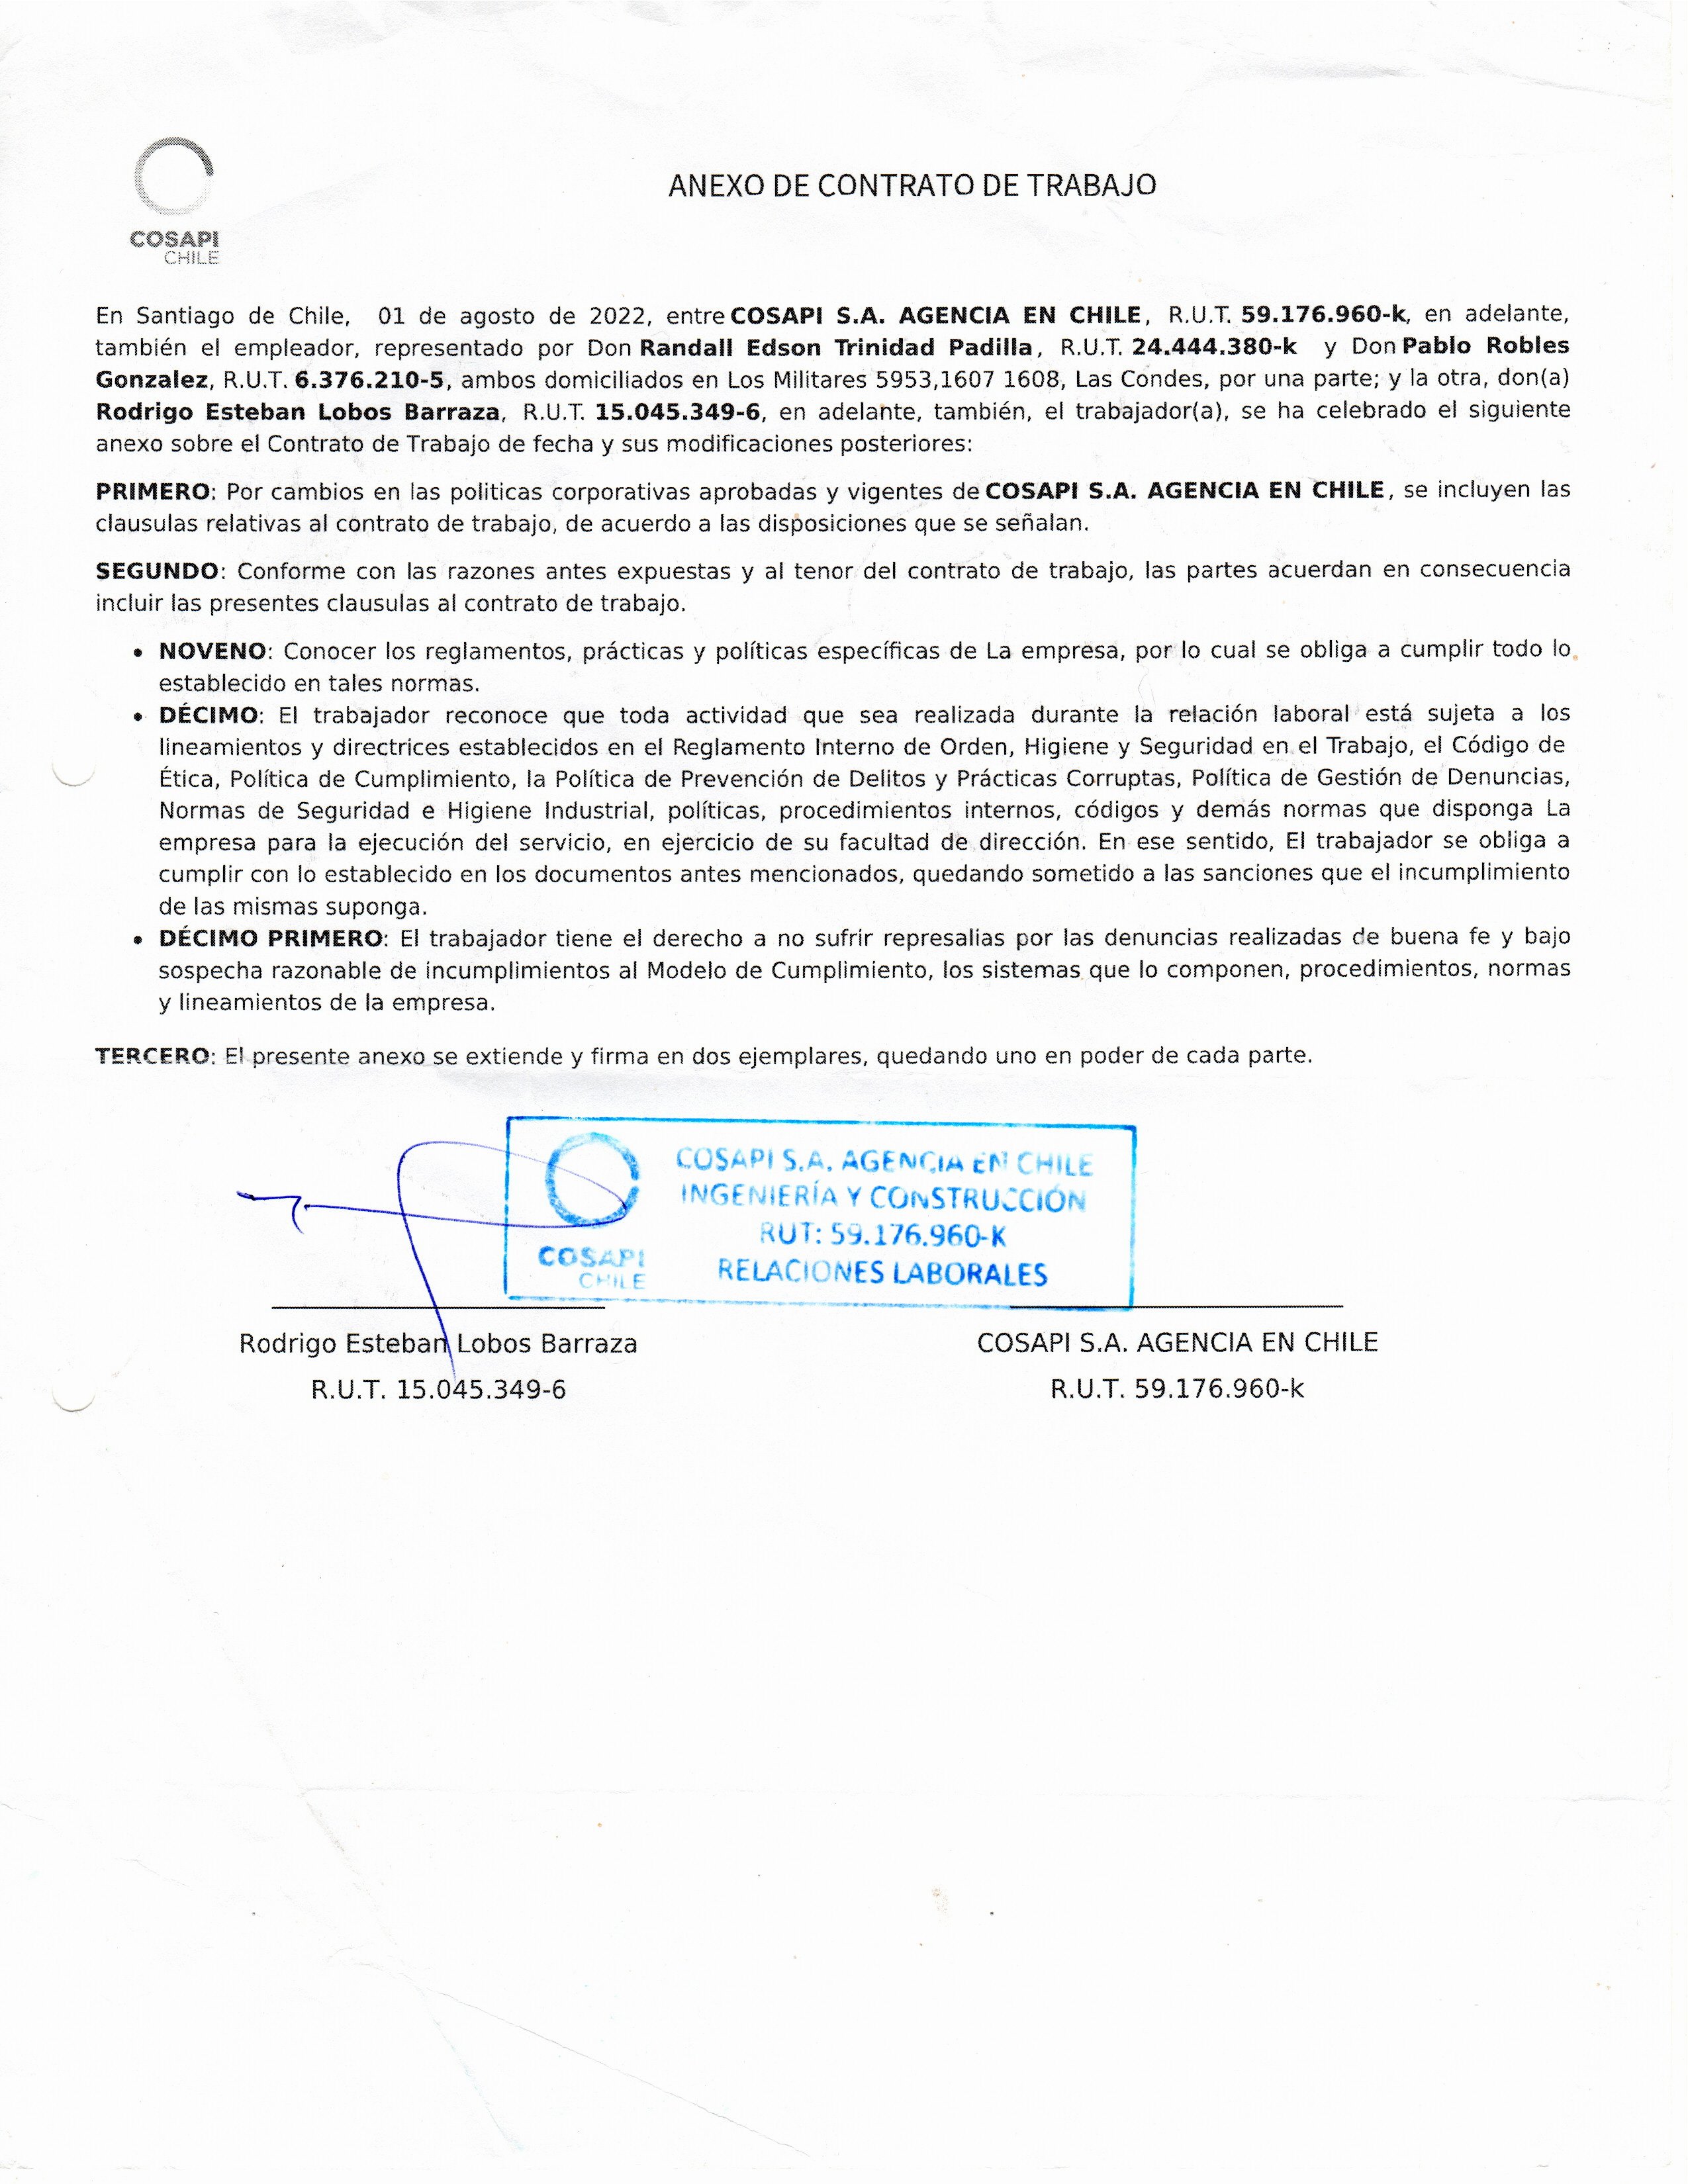 COSAPI
CHILE
ANEXO DE CONTRATO DE TRABAJO
En Santiago de Chile, 01 de agosto de 2022, entre COSAPI S.A. AGENCIA EN CHILE, R.U.T. 59.176.960-k, en adelante,
también el empleador, representado por Don Randall Edson Trinidad Padilla, R.U.T. 24.444.380-k y Don Pablo Robles
Gonzalez, R.U.T. 6.376.210-5, ambos domiciliados en Los Militares 5953,1607 1608, Las Condes, por una parte; y la otra, don(a)
Rodrigo Esteban Lobos Barraza, R.U.T. 15.045.349-6, en adelante, también, el trabajador(a), se ha celebrado el siguiente
anexo sobre el Contrato de Trabajo de fecha y sus modificaciones posteriores:
PRIMERO: Por cambios en las politicas corporativas aprobadas y vigentes de COSAPI S.A. AGENCIA EN CHILE, se incluyen las
clausulas relativas al contrato de trabajo, de acuerdo a las disposiciones que se señalan.
SEGUNDO: Conforme con las razones antes expuestas y al tenor del contrato de trabajo, las partes acuerdan en consecuencia
incluir las presentes clausulas al contrato de trabajo.
• NOVENO: Conocer los reglamentos, prácticas y políticas específicas de La empresa, por lo cual se obliga a cumplir todo lo
establecido en tales normas.
• DÉCIMO: El trabajador reconoce que toda actividad que sea realizada durante la relación laboral está sujeta a los
lineamientos y directrices establecidos en el Reglamento Interno de Orden, Higiene y Seguridad en el Trabajo, el Código de
Ética, Política de Cumplimiento, la Política de Prevención de Delitos y Prácticas Corruptas, Política de Gestión de Denuncias,
Normas de Seguridad e Higiene Industrial, políticas, procedimientos internos, códigos y demás normas que disponga La
empresa para la ejecución del servicio, en ejercicio de su facultad de dirección. En ese sentido, El trabajador se obliga a
cumplir con lo establecido en los documentos antes mencionados, quedando sometido a las sanciones que el incumplimiento
de las mismas suponga.
• DÉCIMO PRIMERO: El trabajador tiene el derecho a no sufrir represalias por las denuncias realizadas de buena fe y bajo
sospecha razonable de incumplimientos al Modelo de Cumplimiento, los sistemas que lo componen, procedimientos, normas
y lineamientos de la empresa.
TERCERO: El presente anexo se extiende y firma en dos ejemplares, quedando uno en poder de cada parte.
COSAPI
CHILE
COSAPI S.A. AGENCIA EN CHILE
INGENIERÍA Y CONSTRUCCIÓN
RUT: 59.176.960-K
RELACIONES LABORALES
Rodrigo Esteban Lobos Barraza
R.U.T. 15.045.349-6
COSAPI S.A. AGENCIA EN CHILE
R.U.T. 59.176.960-k